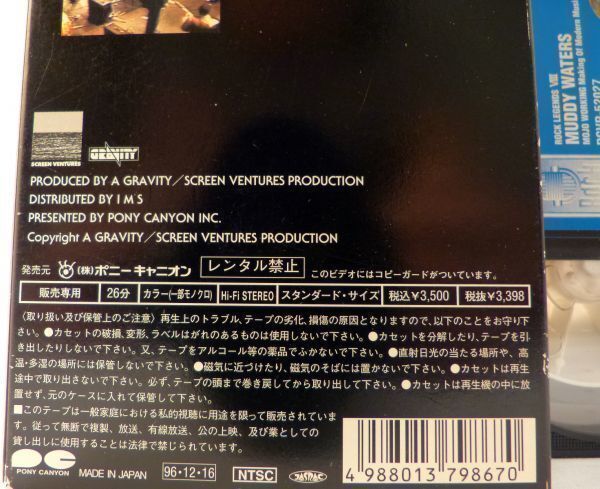 SCREEN VENTURES
GRAVITY
PRODUCED BY A GRAVITY／SCREEN VENTURES PRODUCTION
DISTRIBUTED BY I M S
PRESENTED BY PONY CANYON INC.
Copyright A GRAVITY／SCREEN VENTURES PRODUCTION
発売元 (株)ポニーキャニオン レンタル禁止 このビデオにはコピーガードがついています。
販売専用 26分 カラー(一部モノクロ) Hi-Fi STEREO スタンダード・サイズ 税込¥3,500 税抜¥3,398
〈取り扱い及び保管上のご注意〉再生上のトラブル、テープの劣化、損傷の原因となりますので、以下のことをお守り下
さい。●カセットの破損、変形、ラベルはがれのあるものは使用しないで下さい。●カセットを分解したり、テープを引
き出したりしないで下さい。又、テープをアルコール等の薬品でふかないで下さい。●直射日光の当たる場所や、高
温・多湿の場所には保管しないで下さい。●磁気に近づけたり、磁気のそばには置かないで下さい。●カセットは再生
途中で取り出さないで下さい。必ず、テープの頭まで巻き戻してから取り出して下さい。●カセットは再生機の中に放
置せず、元のケースに入れて保管して下さい。
■このテープは一般家庭における私的視聴に用途を限って販売されていま
す。従って無断で複製、放送、有線放送、公の上映、及び業としての
貸し出しに使用することは法律で禁じられています。
PONY CANYON MADE IN JAPAN 96・12・16 NTSC JASRAC
4 988013 798670
ROCK LEGENDS VIII
MUDDY WATERS
MOJO WORKING Making Of Modern Musi
PCVP-52027